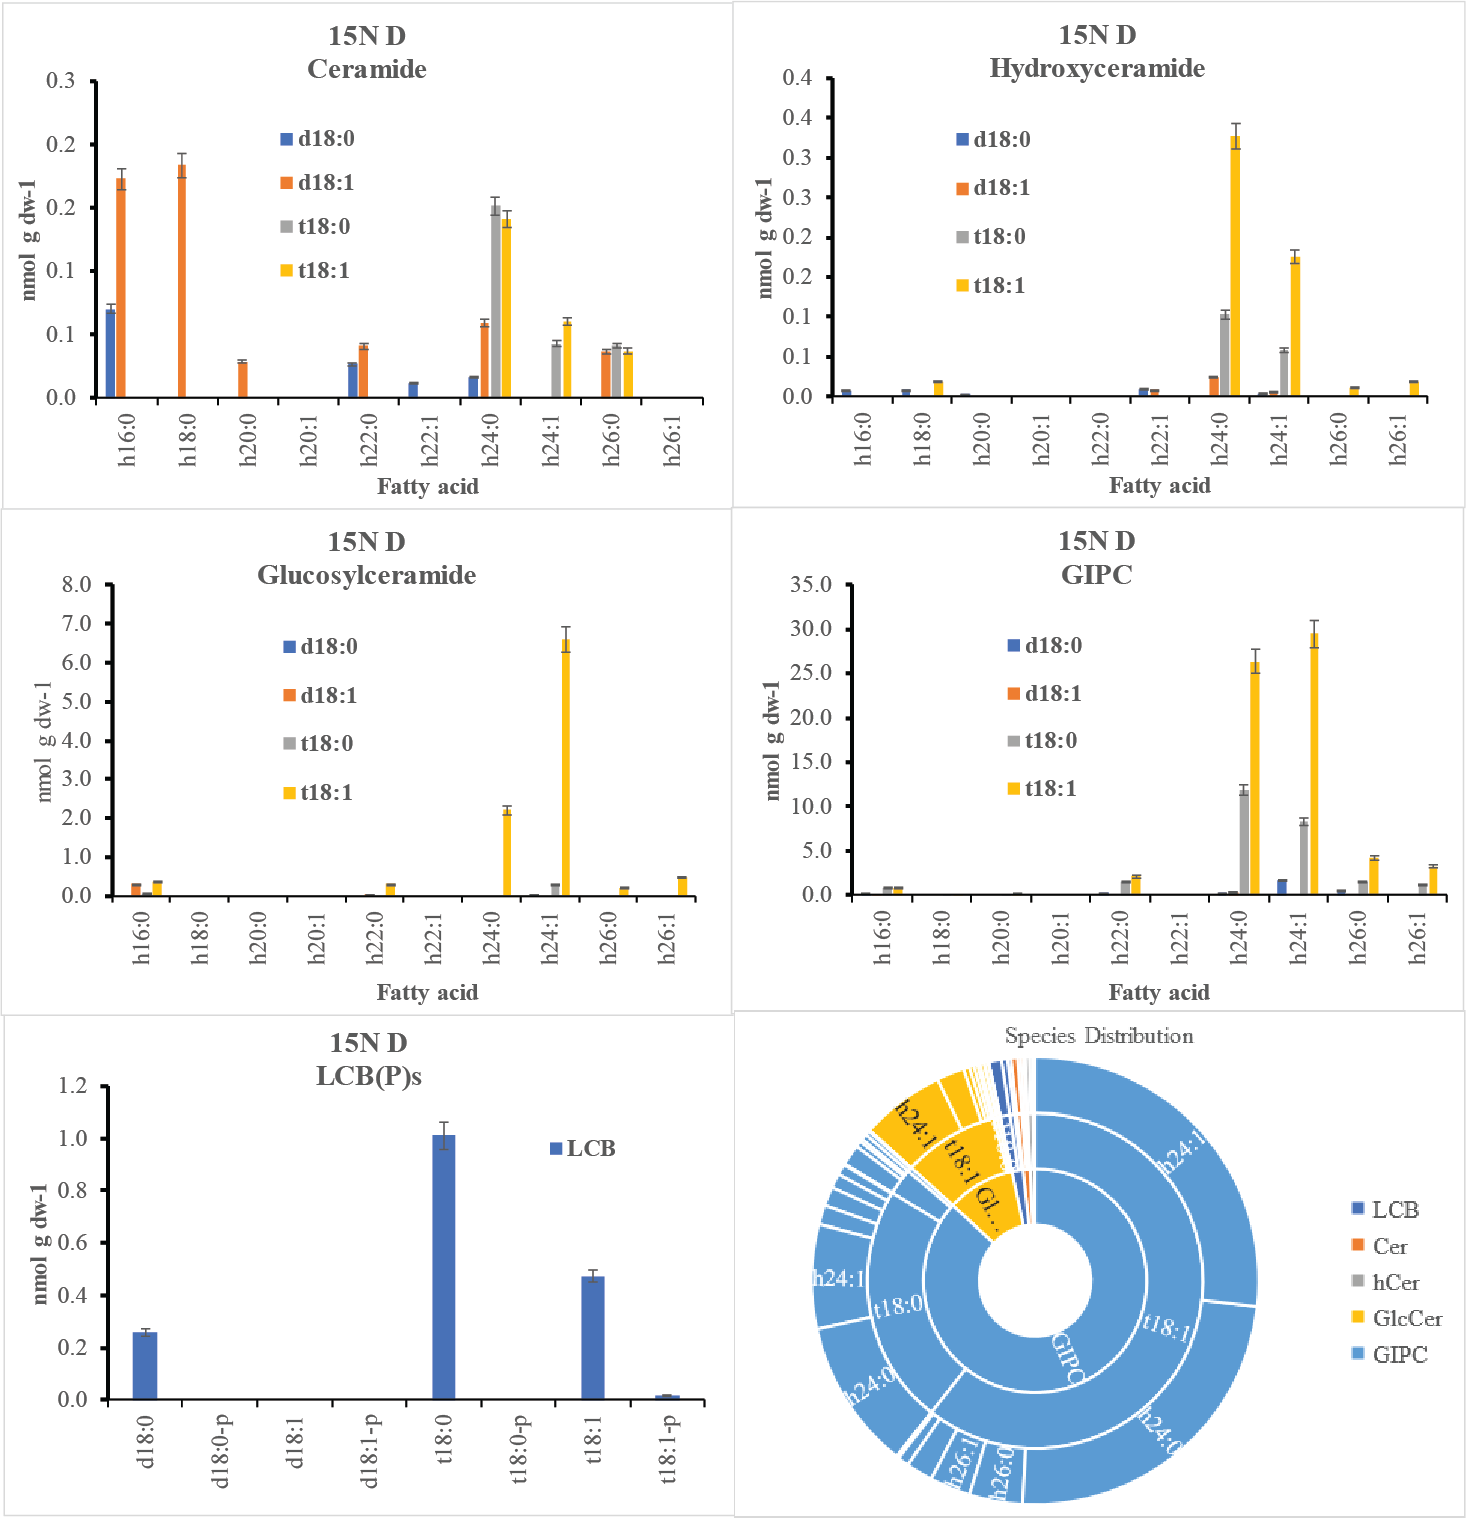 15N D
Ceramide
0.3
0.2
0.2
0.1
0.1
0.0
nmol g dw-1
d18:0
d18:1
t18:0
t18:1
h16:0
h18:0
h20:0
h20:1
h22:0
h22:1
h24:0
h24:1
h26:0
h26:1
Fatty acid
15N D
Hydroxyceramide
0.4
0.4
0.3
0.3
0.2
0.2
0.1
0.1
0.0
nmol g dw-1
d18:0
d18:1
t18:0
t18:1
h16:0
h18:0
h20:0
h20:1
h22:0
h22:1
h24:0
h24:1
h26:0
h26:1
Fatty acid
15N D
Glucosylceramide
8.0
7.0
6.0
5.0
4.0
3.0
2.0
1.0
0.0
nmol g dw-1
d18:0
d18:1
t18:0
t18:1
h16:0
h18:0
h20:0
h20:1
h22:0
h22:1
h24:0
h24:1
h26:0
h26:1
Fatty acid
15N D
GIPC
35.0
30.0
25.0
20.0
15.0
10.0
5.0
0.0
nmol g dw-1
d18:0
d18:1
t18:0
t18:1
h16:0
h18:0
h20:0
h20:1
h22:0
h22:1
h24:0
h24:1
h26:0
h26:1
Fatty acid
15N D
LCB(P)s
1.2
1.0
0.8
0.6
0.4
0.2
0.0
nmol g dw-1
LCB
d18:0
d18:0-p
d18:1
d18:1-p
t18:0
t18:0-p
t18:1
t18:1-p
Species Distribution
h24:1
t18:1
Gl...
h24:1
t18:1
h24:1
t18:0
GIPC
h24:0
h24:0
h26:1
h26:0
LCB
Cer
hCer
GlcCer
GIPC